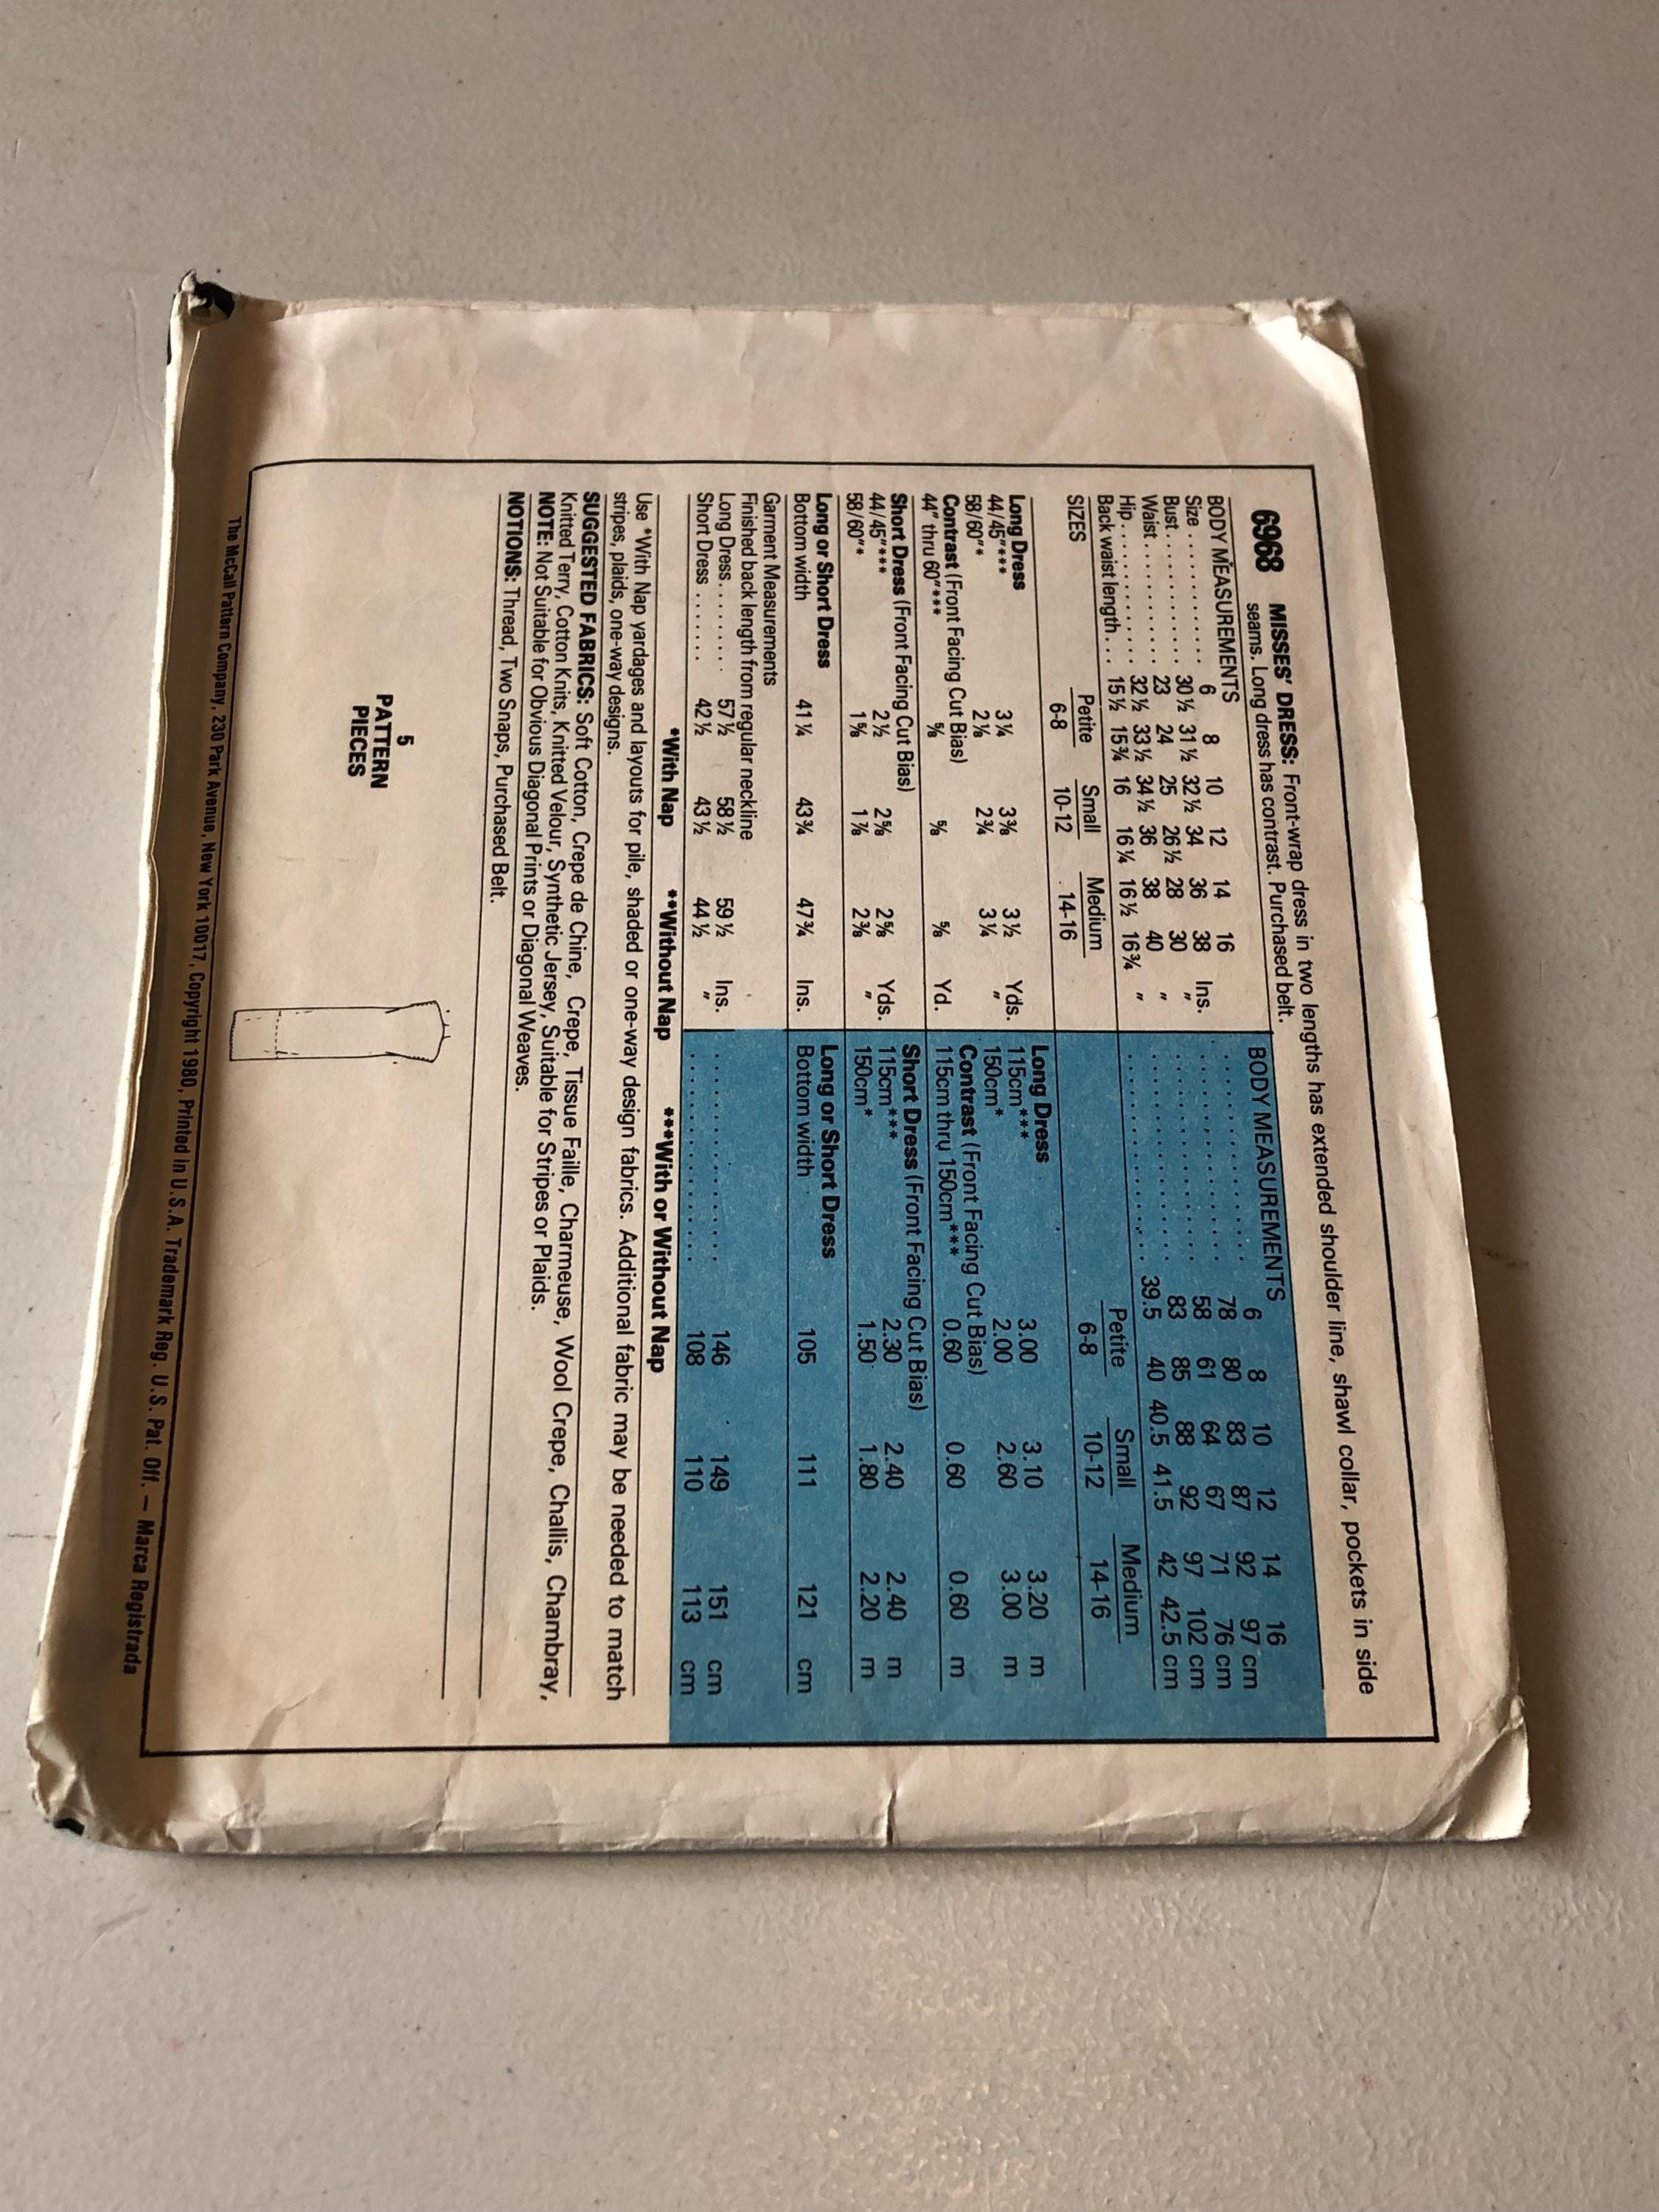 6968 MISSES' DRESS: Front-wrap dress in two lengths has extended shoulder line, shawl collar, pockets in side
seams. Long dress has contrast. Purchased belt.
BODY MEASUREMENTS
Size . . . . . . . . . . . 6 8 10 12 14 16
Bust . . . . . . . . . . . 30½ 31½ 32½ 34 36 38 Ins.
Waist . . . . . . . . . . 23 24 25 26½ 28 30 "
Hip . . . . . . . . . . . . 32½ 33½ 34½ 36 38 40 "
Back waist length . . . 15½ 15¾ 16 16¼ 16½ 16¾ "
SIZES Petite Small Medium
6-8 10-12 14-16
Long Dress
44/45"*** 3¼ 3⅜ 3½ Yds.
58/60"* 2⅛ 2¾ 3¼ "
Contrast (Front Facing Cut Bias)
44" thru 60"*** ⅝ ⅝ ⅝ Yd.
Short Dress (Front Facing Cut Bias)
44/45"*** 2½ 2⅝ 2⅝ Yds.
58/60"* 1⅝ 1⅞ 2⅜ "
Long or Short Dress
Bottom width 41¼ 43¾ 47¾ Ins.
Garment Measurements
Finished back length from regular neckline
Long Dress . . . . . . . 57½ 58½ 59½ Ins.
Short Dress . . . . . . 42½ 43½ 44½ "
BODY MEASUREMENTS
6 8 10 12 14 16
78 80 83 87 92 97 cm
58 61 64 67 71 76 cm
83 85 88 92 97 102 cm
39.5 40 40.5 41.5 42 42.5 cm
Petite Small Medium
6-8 10-12 14-16
Long Dress
115cm*** 3.00 3.10 3.20 m
150cm* 2.00 2.60 3.00 m
Contrast (Front Facing Cut Bias)
115cm thru 150cm*** 0.60 0.60 0.60 m
Short Dress (Front Facing Cut Bias)
115cm*** 2.30 2.40 2.40 m
150cm* 1.50 1.80 2.20 m
Long or Short Dress
Bottom width 105 111 121 cm
146 149 151 cm
108 110 113 cm
*With Nap **Without Nap ***With or Without Nap
Use *With Nap yardages and layouts for pile, shaded or one-way design fabrics. Additional fabric may be needed to match
stripes, plaids, one-way designs.
SUGGESTED FABRICS: Soft Cotton, Crepe de Chine, Crepe, Tissue Faille, Charmeuse, Wool Crepe, Challis, Chambray,
Knitted Terry, Cotton Knits, Knitted Velour, Synthetic Jersey, Suitable for Stripes or Plaids.
NOTE: Not Suitable for Obvious Diagonal Prints or Diagonal Weaves.
NOTIONS: Thread, Two Snaps, Purchased Belt.
5
PATTERN
PIECES
The McCall Pattern Company, 230 Park Avenue, New York 10017, Copyright 1980, Printed in U.S.A. Trademark Reg. U.S. Pat. Off. — Marca Registrada